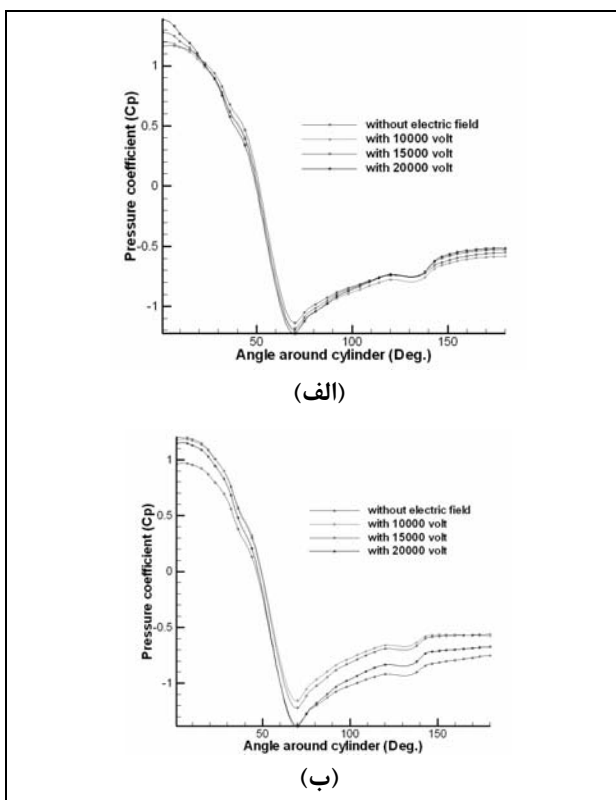 1
0.5
0
-0.5
-1
Pressure coefficient (Cp)
without electric field
with 10000 volt
with 15000 volt
with 20000 volt
50
100
150
Angle around cylinder (Deg.)
(الف)
1
0.5
0
-0.5
-1
Pressure coefficient (Cp)
without electric field
with 10000 volt
with 15000 volt
with 20000 volt
50
100
150
Angle around cylinder (Deg.)
(ب)